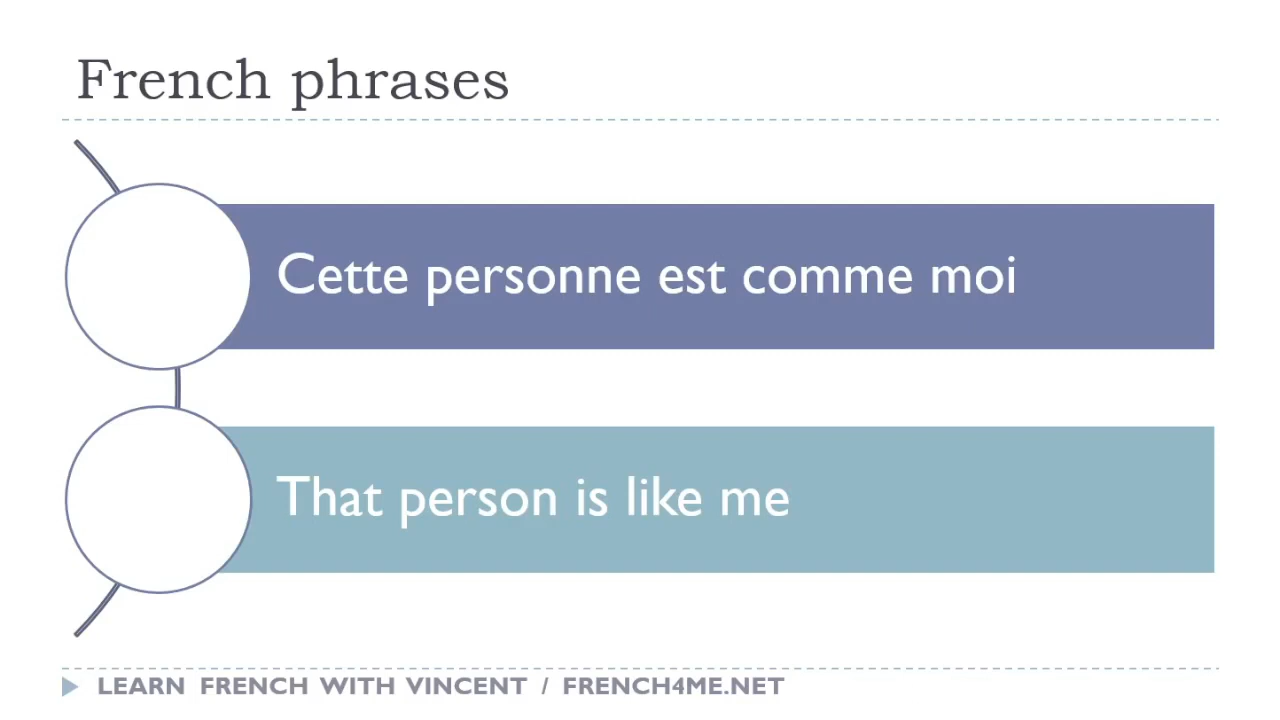 French phrases
Cette personne est comme moi
That person is like me
LEARN FRENCH WITH VINCENT / FRENCH4ME.NET